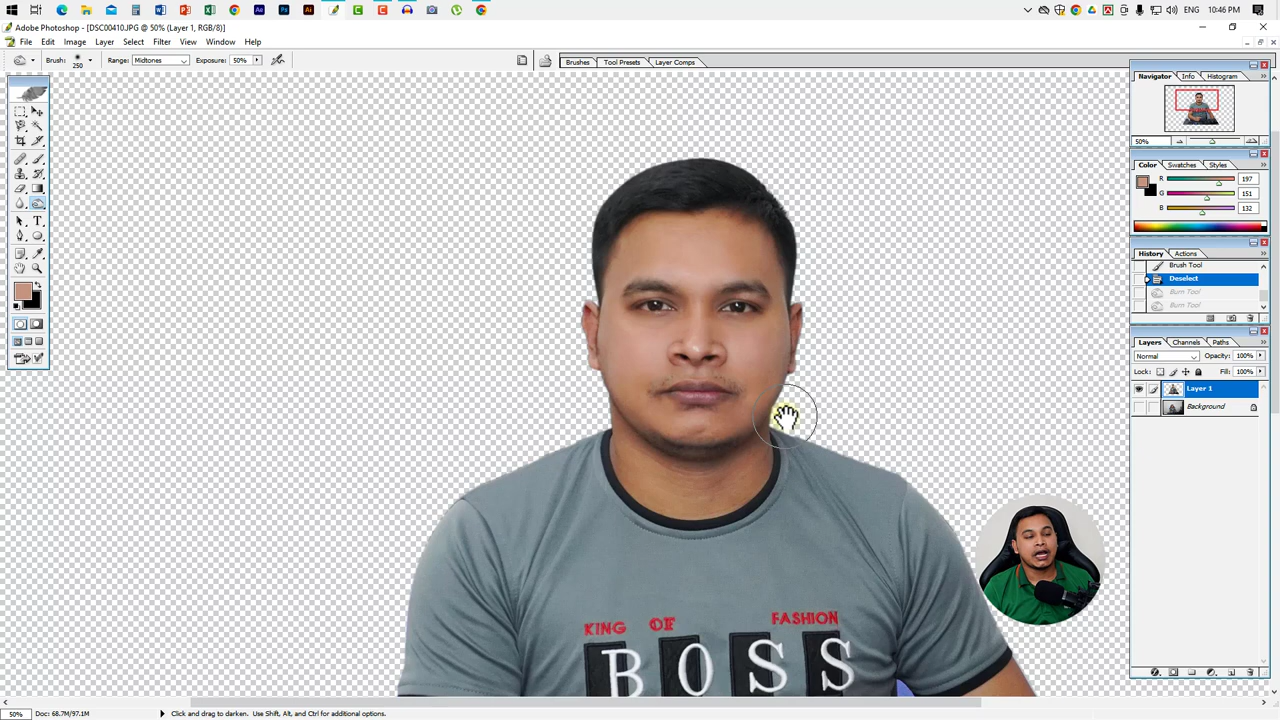 10:46 PM
Adobe Photoshop - [DSC00410.JPG @ 50% (Layer 1, RGB/8)]
File Edit Image Layer Select Filter View Window Help
Brush: 250 Range: Midtones Exposure: 50%
Brushes Tool Presets Layer Comps
Navigator Info Histogram
50%
Color Swatches Styles
R 197
G 151
B 132
History Actions
Brush Tool
Deselect
Burn Tool
Burn Tool
Layers Channels Paths
Normal Opacity: 100%
Lock: Fill: 100%
Layer 1
Background
KING OF FASHION
BOSS
50% Doc: 68.7M/97.1M Click and drag to darken. Use Shift, Alt, and Ctrl for additional options.